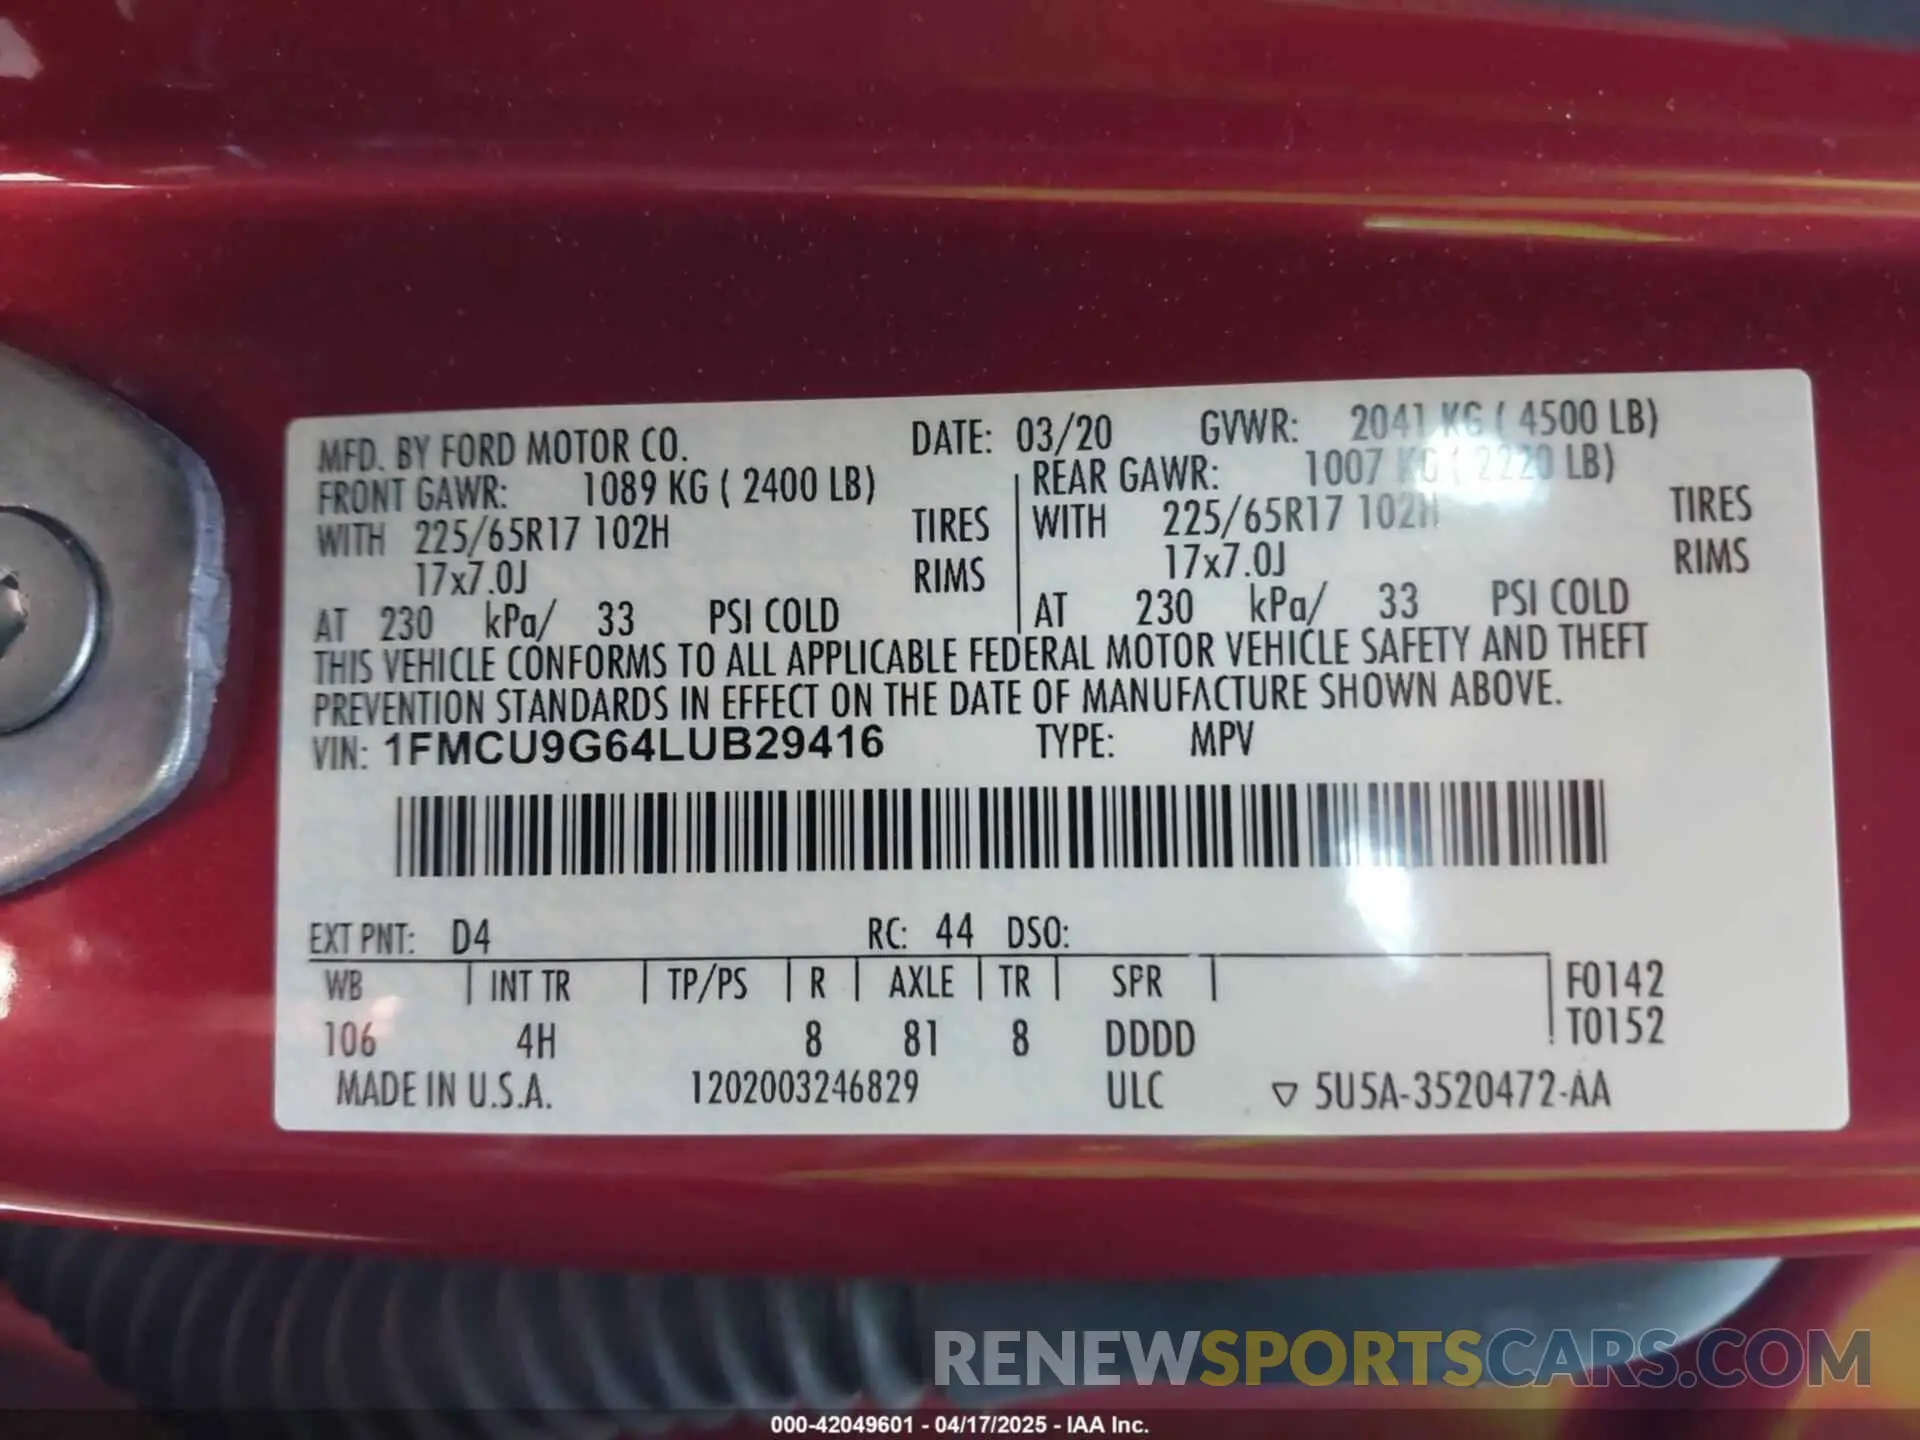 MFD. BY FORD MOTOR CO. DATE: 03/20 GVWR: 2041 KG ( 4500 LB)
FRONT GAWR: 1089 KG ( 2400 LB) REAR GAWR: 1007 KG ( 2220 LB)
WITH 225/65R17 102H TIRES WITH 225/65R17 102H TIRES
17x7.0J RIMS 17x7.0J RIMS
AT 230 kPa/ 33 PSI COLD AT 230 kPa/ 33 PSI COLD
THIS VEHICLE CONFORMS TO ALL APPLICABLE FEDERAL MOTOR VEHICLE SAFETY AND THEFT
PREVENTION STANDARDS IN EFFECT ON THE DATE OF MANUFACTURE SHOWN ABOVE.
VIN: 1FMCU9G64LUB29416 TYPE: MPV
EXT PNT: D4 RC: 44 DSO:
WB INT TR TP/PS R AXLE TR SPR F0142
T0152
106 4H 8 81 8 DDDD
MADE IN U.S.A. 1202003246829 ULC ▽ 5U5A-3520472-AA
RENEWSPORTSCARS.COM
000-42049601 - 04/17/2025 - IAA Inc.